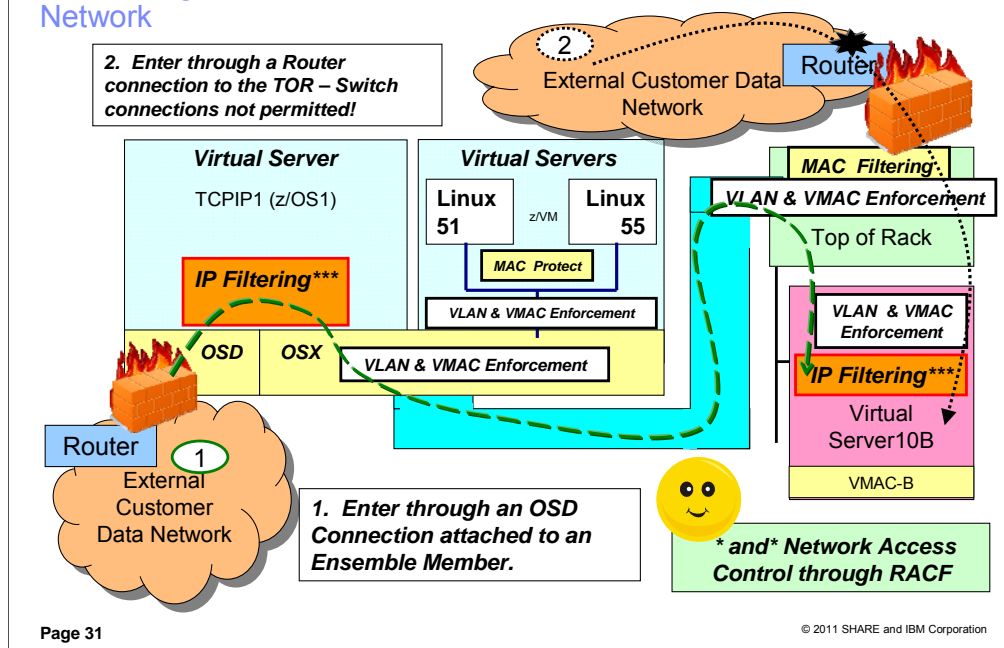 Network
2. Enter through a Router
connection to the TOR – Switch
connections not permitted!
2
External Customer Data
Network
Router
Virtual Server
TCPIP1 (z/OS1)
IP Filtering***
OSD
OSX
VLAN & VMAC Enforcement
Virtual Servers
Linux
51
z/VM
Linux
55
MAC Protect
VLAN & VMAC Enforcement
MAC Filtering
VLAN & VMAC Enforcement
Top of Rack
VLAN & VMAC
Enforcement
IP Filtering***
Virtual
Server10B
VMAC-B
Router
1
External
Customer
Data Network
1. Enter through an OSD
Connection attached to an
Ensemble Member.
* and* Network Access
Control through RACF
Page 31
© 2011 SHARE and IBM Corporation